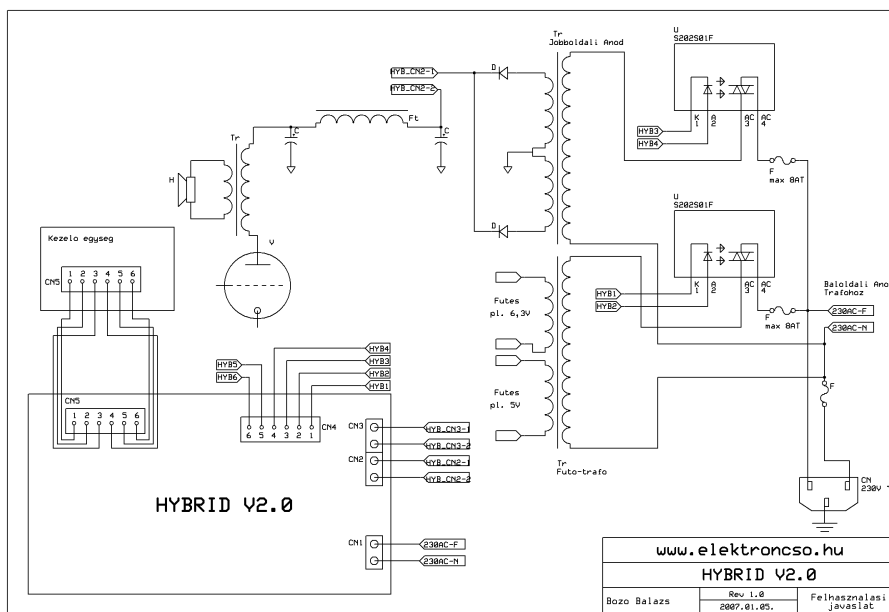 Tr
Jobboldali Anod
U
S202S01F
HYB_CN2-1
HYB_CN2-2
D
C
Ft
C
Tr
H
K A AC AC
1 2 3 4
HYB3
HYB4
F
max 8AT
U
S202S01F
D
V
Kezelo egyseg
1 2 3 4 5 6
CN5
K A AC AC
1 2 3 4
HYB1
HYB2
F
max 8AT
Baloldali Ano
Trafohoz
230AC-F
230AC-N
Futes
pl. 6,3V
Futes
pl. 5V
F
HYB4
HYB3
HYB2
HYB1
HYB5
HYB6
CN5
1 2 3 4 5 6
6 5 4 3 2 1
CN4
CN3
HYB_CN3-1
HYB_CN3-2
CN2
HYB_CN2-1
HYB_CN2-2
Tr
Futo-trafo
CN
230V
HYBRID V2.0
CN1
230AC-F
230AC-N
www.elektroncso.hu
HYBRID V2.0
Bozo Balazs
Rev 1.0
2007.01.05.
Felhasznalasi
javaslat